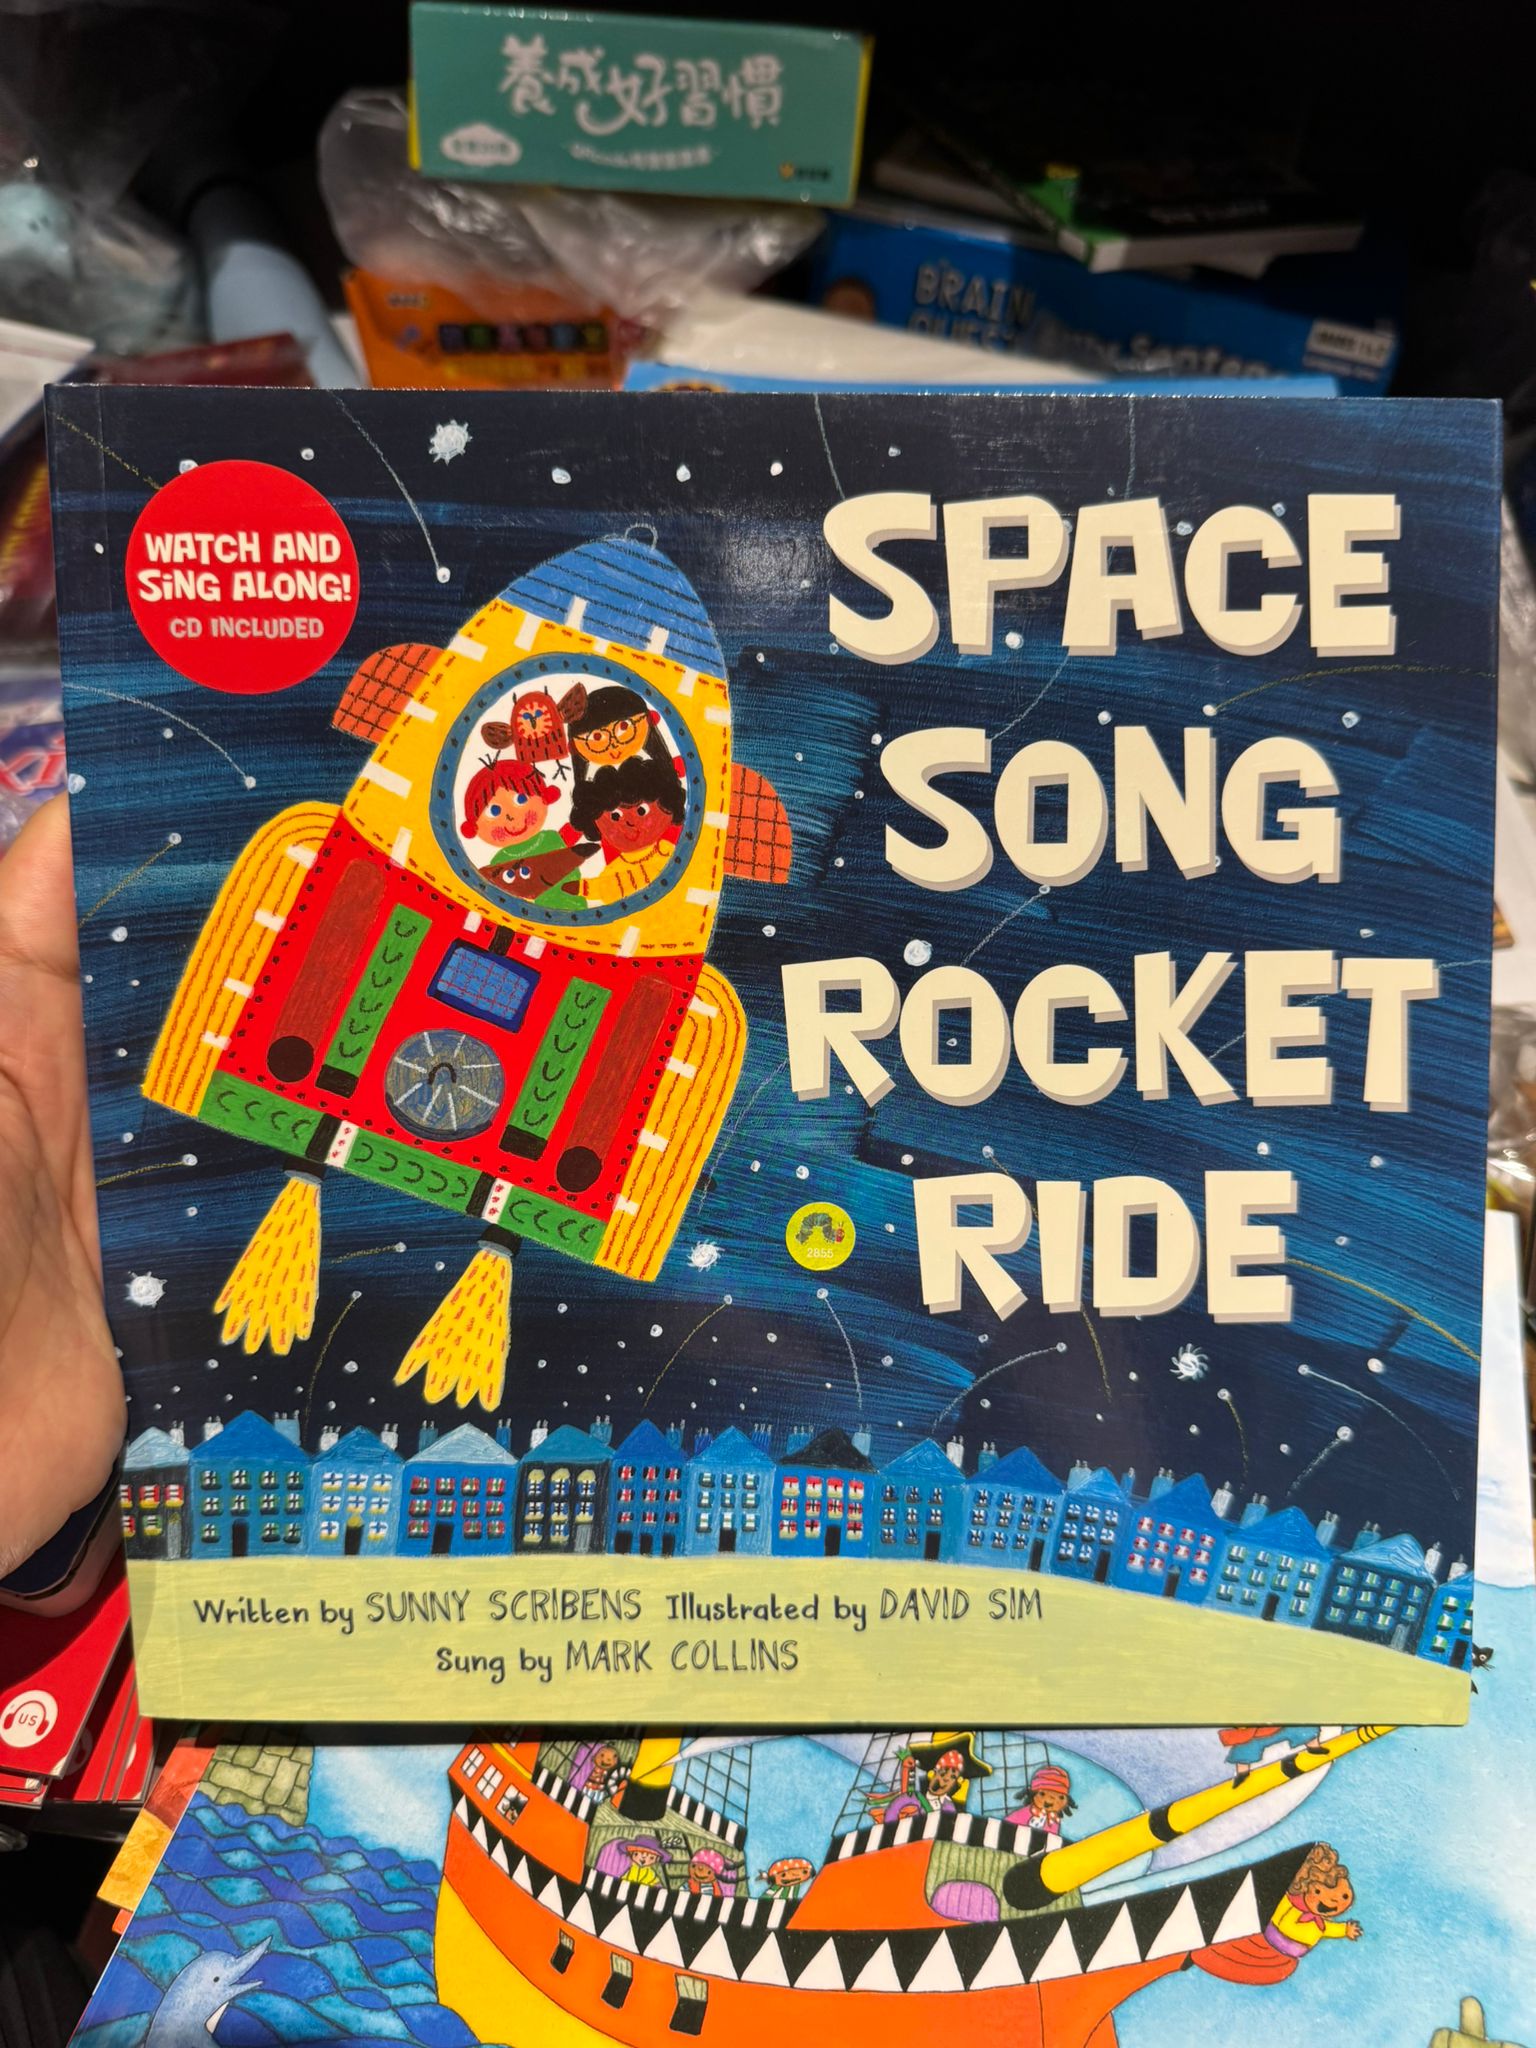 養成好習慣
BRAIN
QUEST
WATCH AND
SiNG ALONG!
CD INCLUDED
SPACE
SONG
ROCKET
RIDE
2855
Written by SUNNY SCRIBENS Illustrated by DAVID SIM
Sung by MARK COLLINS
US